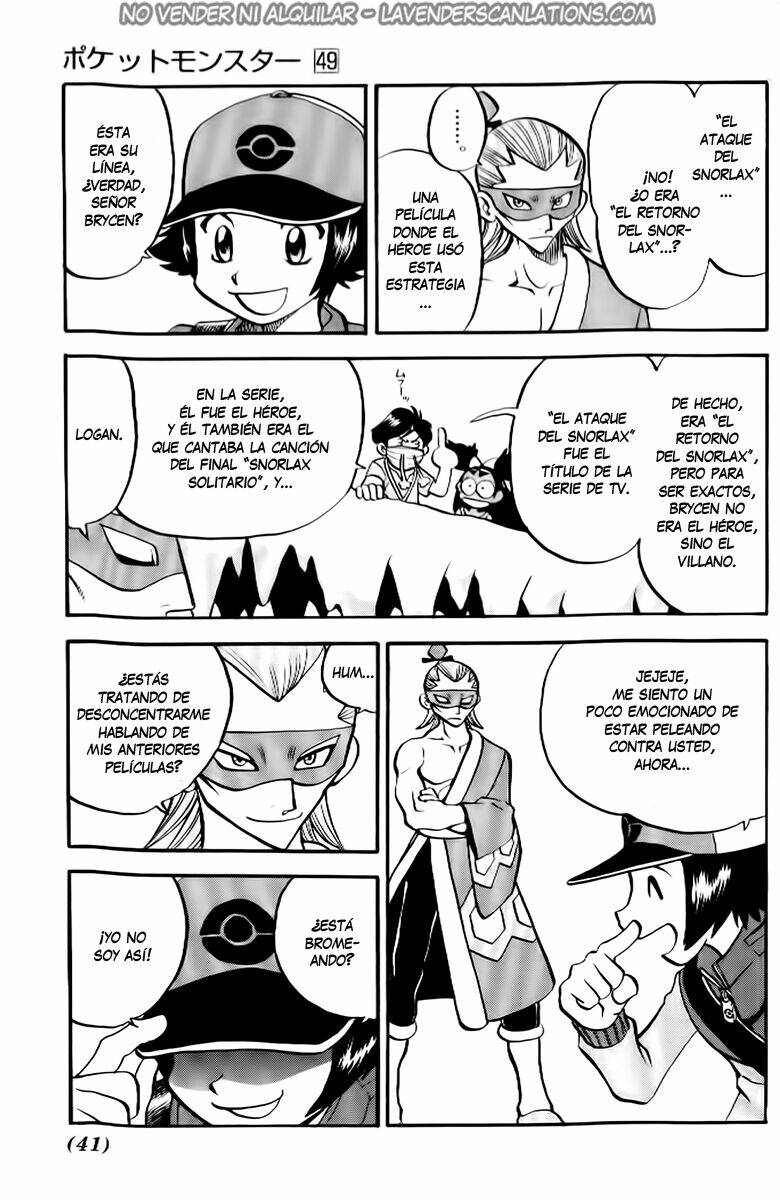 NO VENDER NI ALQUILAR - LAVENDERSCANLATIONS.COM
ポケットモンスター 49
"EL
ATAQUE
DEL
SNORLAX"
...
¡NO!
¿O ERA
"EL RETORNO
DEL SNOR-
LAX"...?
......
UNA
PELÍCULA
DONDE EL
HÉROE USÓ
ESTA
ESTRATEGIA
...
ÉSTA
ERA SU
LÍNEA,
¿VERDAD,
SEÑOR
BRYCEN?
DE HECHO,
ERA "EL
RETORNO
DEL SNORLAX",
PERO PARA
SER EXACTOS,
BRYCEN NO
ERA EL HÉROE,
SINO EL
VILLANO.
"EL ATAQUE
DEL SNORLAX"
FUE EL
TÍTULO DE LA
SERIE DE TV.
ムフーッ
EN LA SERIE,
ÉL FUE EL HÉROE,
Y ÉL TAMBIÉN ERA EL
QUE CANTABA LA CANCIÓN
DEL FINAL "SNORLAX
SOLITARIO", Y...
LOGAN.
JEJEJE,
ME SIENTO UN
POCO EMOCIONADO DE
ESTAR PELEANDO
CONTRA USTED,
AHORA...
HUM...
¿ESTÁS
TRATANDO DE
DESCONCENTRARME
HABLANDO DE
MIS ANTERIORES
PELÍCULAS?
¿ESTÁ
BROME-
ANDO?
¡YO NO
SOY ASÍ!
(41)